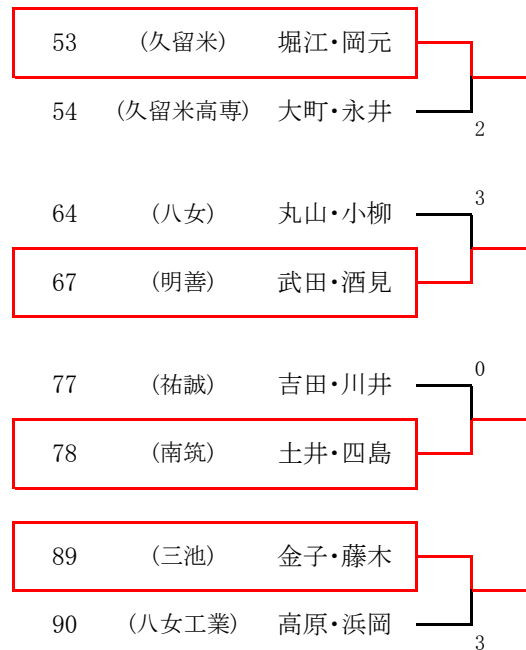 53 (久留米) 堀江・岡元
54 (久留米高専) 大町・永井
2
3
64 (八女) 丸山・小柳
67 (明善) 武田・酒見
0
77 (祐誠) 吉田・川井
78 (南筑) 土井・四島
89 (三池) 金子・藤木
90 (八女工業) 高原・浜岡
3